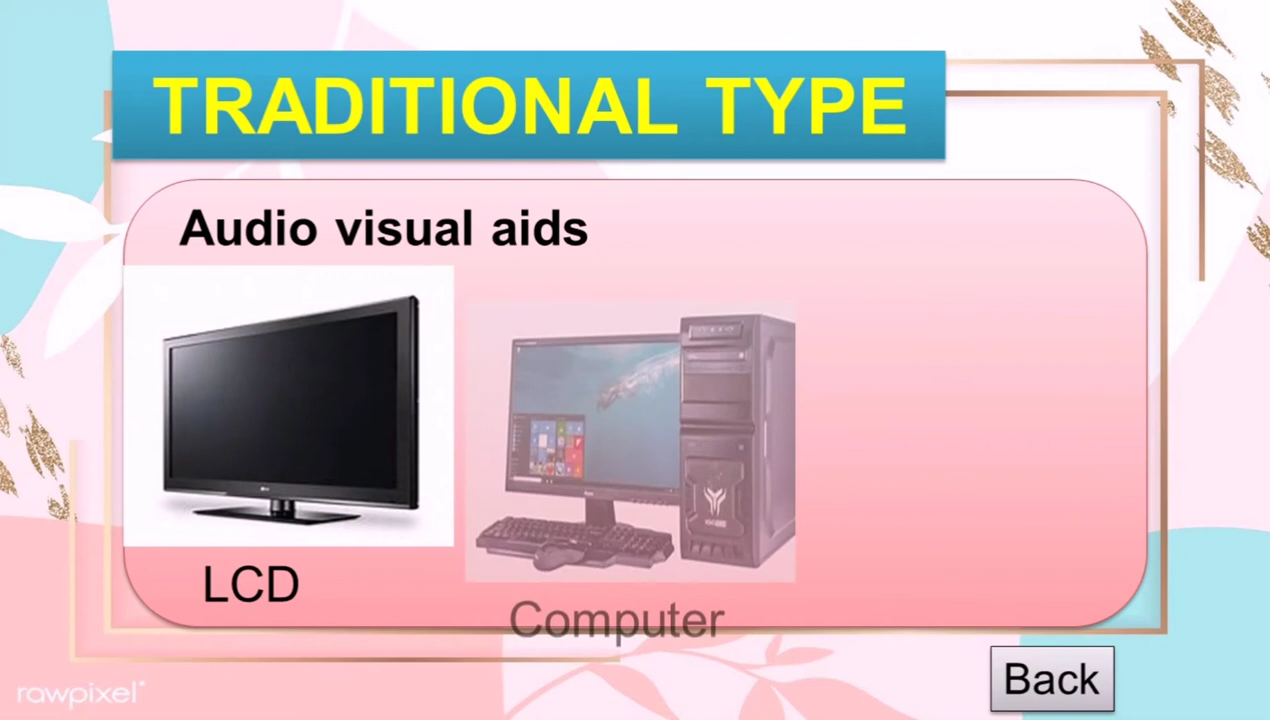 TRADITIONAL TYPE
Audio visual aids
LCD
Computer
Back
rawpixel